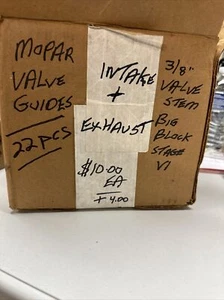 MOPAR
VALVE
GUIDES
22 PCS
INTAKE
+
EXHAUST
$10.00
EA
+ 4.00
3/8"
VALVE
STEM
BIG
BLOCK
STAGE
VI